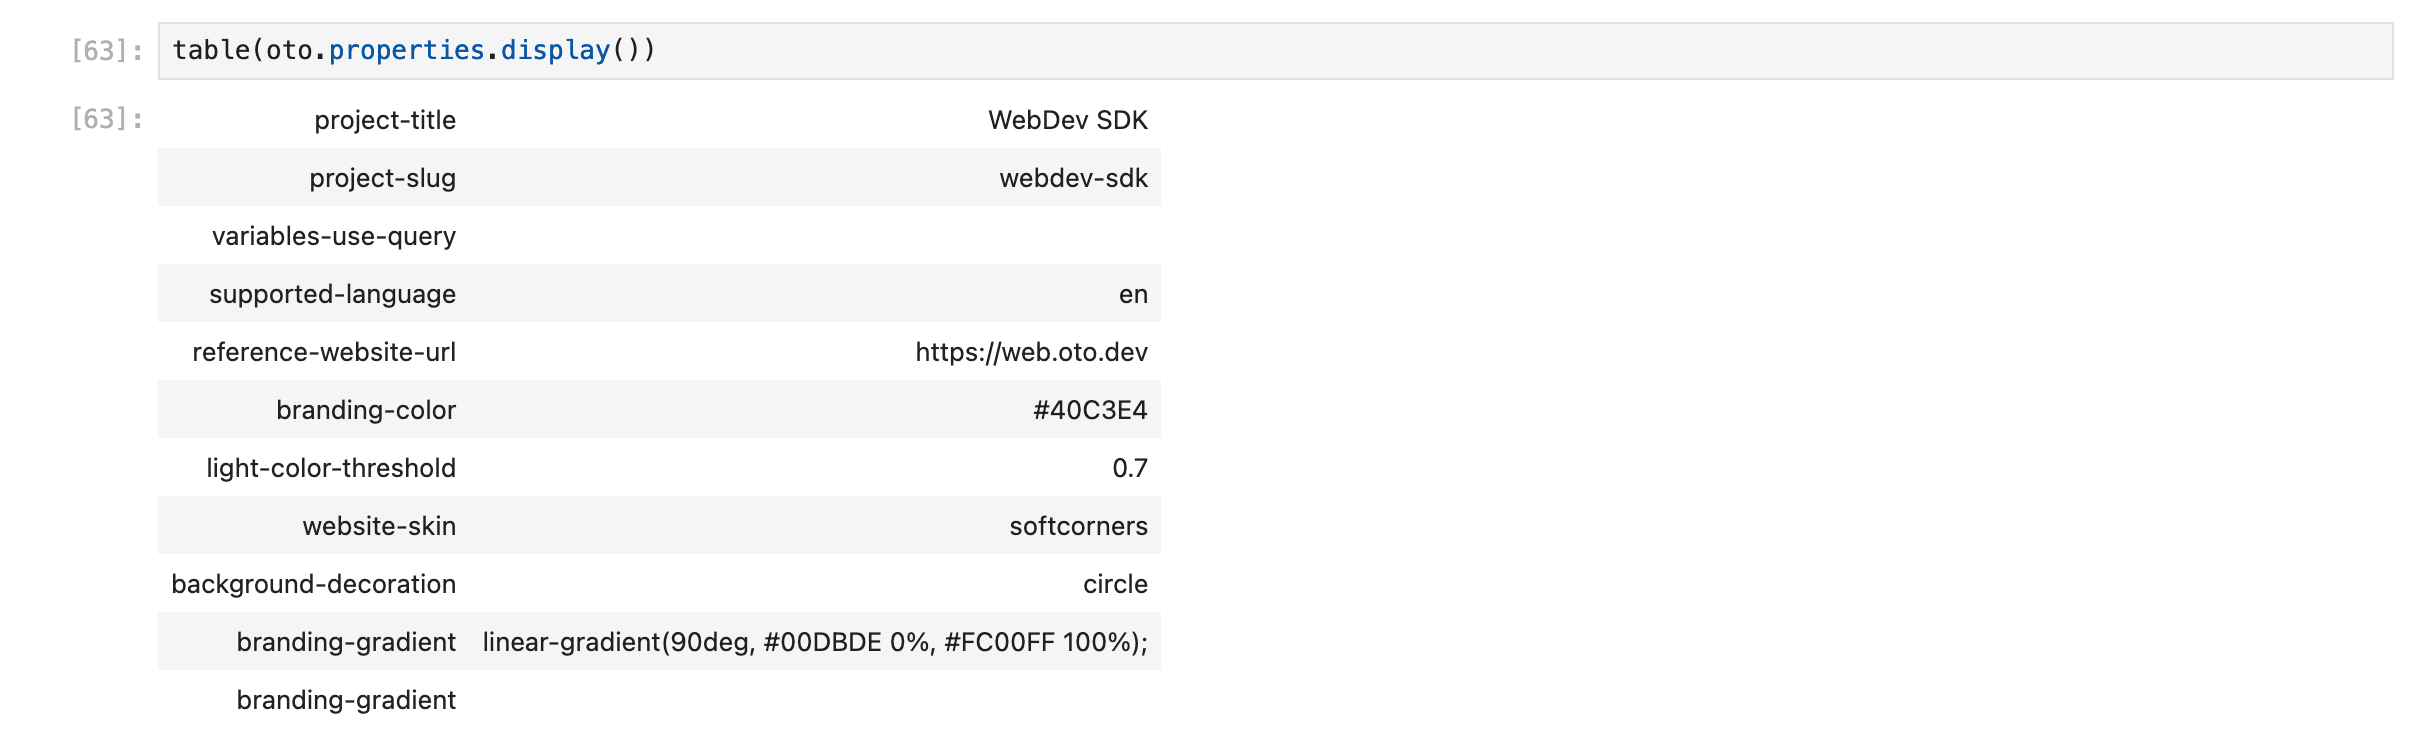 [63]: table(oto.properties.display())
[63]: project-title WebDev SDK
project-slug webdev-sdk
variables-use-query
supported-language en
reference-website-url https://web.oto.dev
branding-color #40C3E4
light-color-threshold 0.7
website-skin softcorners
background-decoration circle
branding-gradient linear-gradient(90deg, #00DBDE 0%, #FC00FF 100%);
branding-gradient